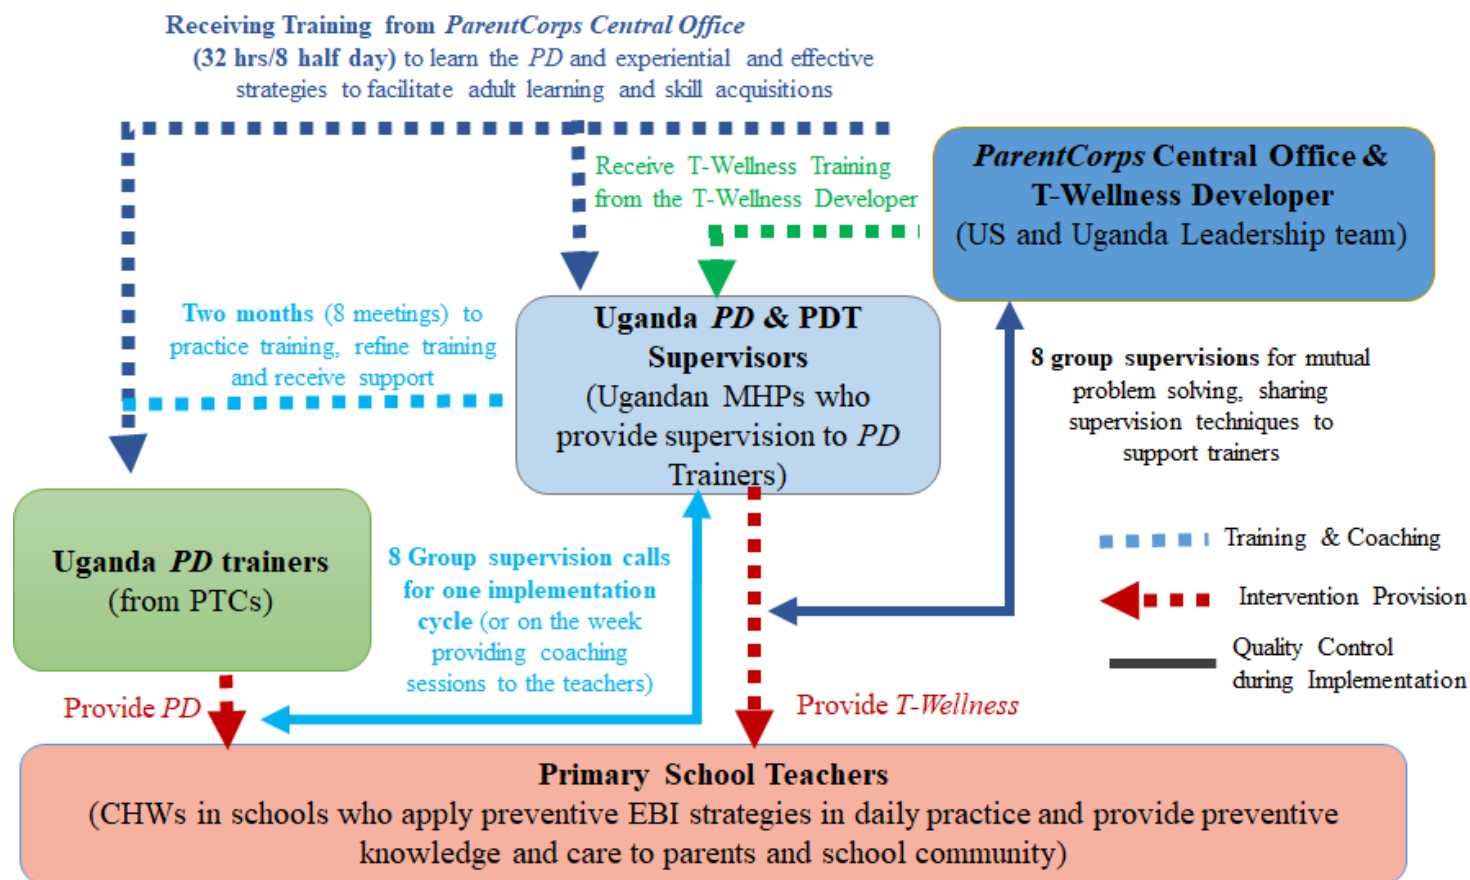 Receiving Training from ParentCorps Central Office
(32 hrs/8 half day) to learn the PD and experiential and effective
strategies to facilitate adult learning and skill acquisitions
ParentCorps Central Office &
T-Wellness Developer
(US and Uganda Leadership team)
Receive T-Wellness Training
from the T-Wellness Developer
Two months (8 meetings) to
practice training, refine training
and receive support
Uganda PD & PDT
Supervisors
(Ugandan MHPs who
provide supervision to PD
Trainers)
8 group supervisions for mutual
problem solving, sharing
supervision techniques to
support trainers
Uganda PD trainers
(from PTCs)
8 Group supervision calls
for one implementation
cycle (or on the week
providing coaching
sessions to the teachers)
Training & Coaching
Intervention Provision
Quality Control
during Implementation
Provide PD
Provide T-Wellness
Primary School Teachers
(CHWs in schools who apply preventive EBI strategies in daily practice and provide preventive
knowledge and care to parents and school community)